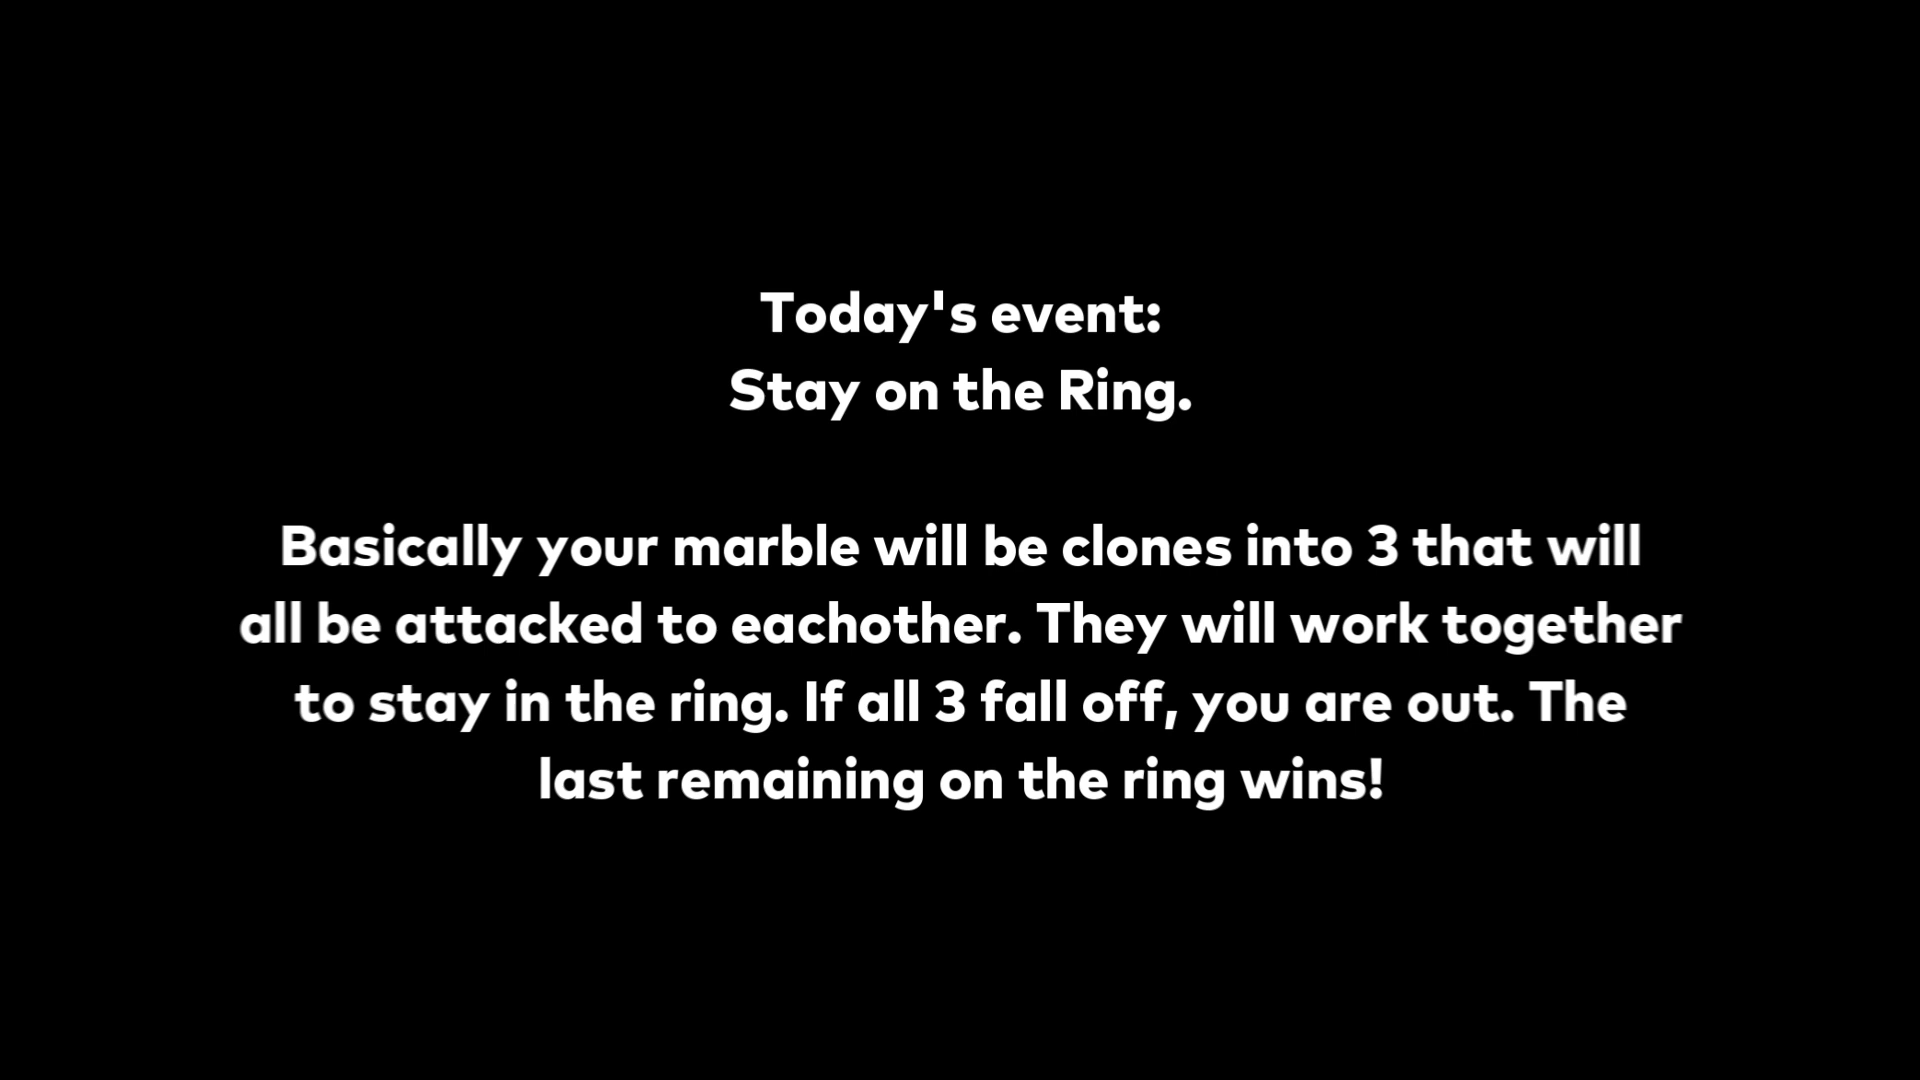 Today's event:
Stay on the Ring.
Basically your marble will be clones into 3 that will
all be attacked to eachother. They will work together
to stay in the ring. If all 3 fall off, you are out. The
last remaining on the ring wins!